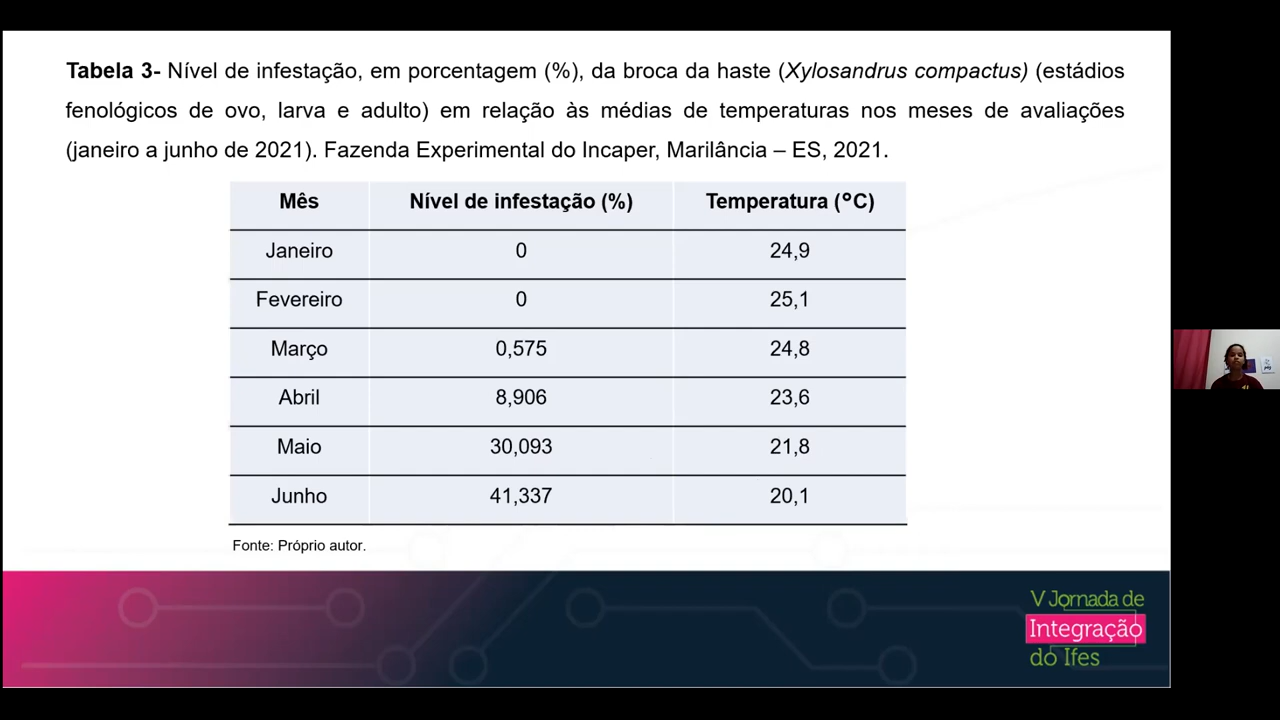 Tabela 3- Nível de infestação, em porcentagem (%), da broca da haste (Xylosandrus compactus) (estádios
fenológicos de ovo, larva e adulto) em relação às médias de temperaturas nos meses de avaliações
(janeiro a junho de 2021). Fazenda Experimental do Incaper, Marilância – ES, 2021.
Mês Nível de infestação (%) Temperatura (°C)
Janeiro 0 24,9
Fevereiro 0 25,1
Março 0,575 24,8
Abril 8,906 23,6
Maio 30,093 21,8
Junho 41,337 20,1
Fonte: Próprio autor.
V Jornada de
Integração
do Ifes